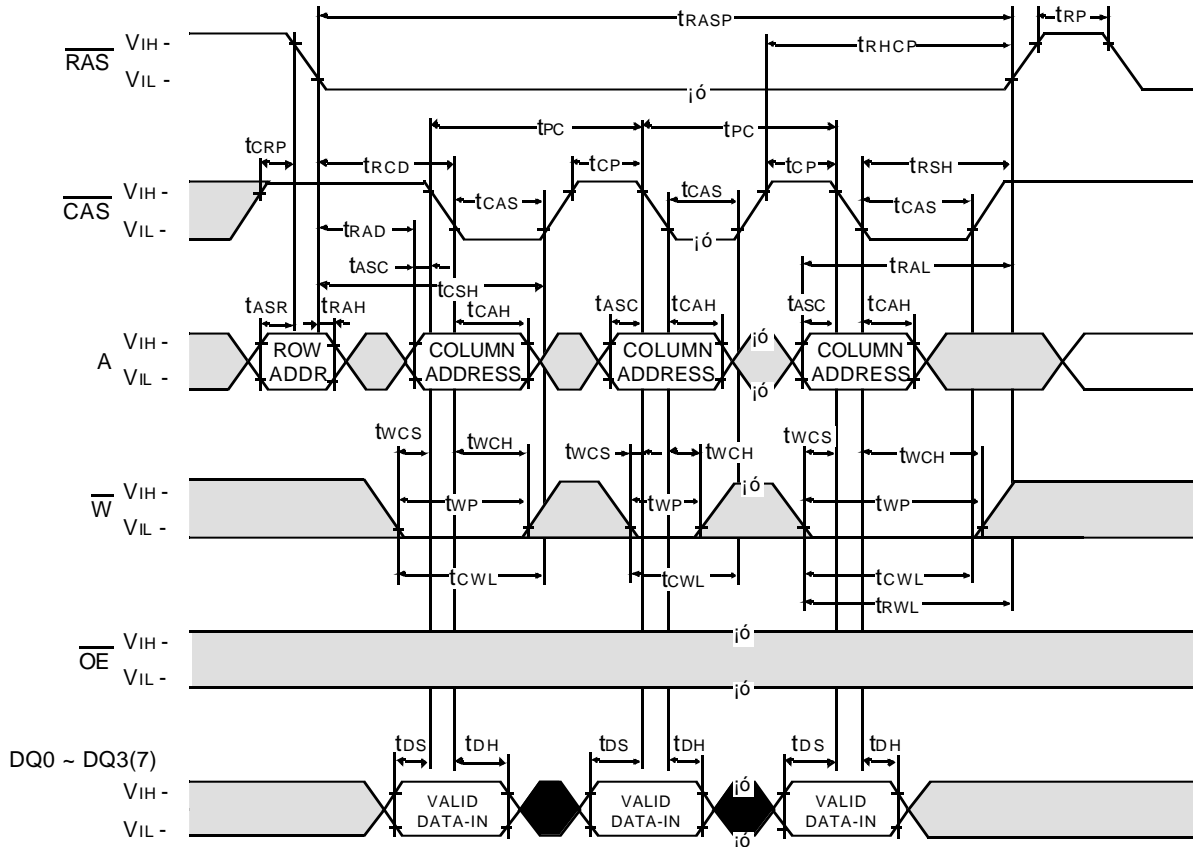 tRASP tRP
VIH -
RAS
tRHCP
VIL -
¡ó
tPC tPC
tCRP tRCD tCP tCP tRSH
VIH -
CAS
tCAS tCAS tCAS
VIL -
¡ó
tRAD
tASC tRAL
tCSH
tASR tRAH tCAH tASC tCAH tASC tCAH
VIH -
A
VIL -
ROW
ADDR.
COLUMN
ADDRESS
COLUMN
ADDRESS
¡ó
¡ó
COLUMN
ADDRESS
tWCS tWCH tWCS tWCH tWCS tWCH
VIH -
W
VIL -
¡ó
tWP tWP tWP
tCWL tCWL tCWL
tRWL
VIH -
OE
VIL -
¡ó
¡ó
tDS tDH tDS tDH tDS tDH
DQ0 ~ DQ3(7)
VIH -
VIL -
VALID
DATA-IN
VALID
DATA-IN
¡ó
¡ó
VALID
DATA-IN